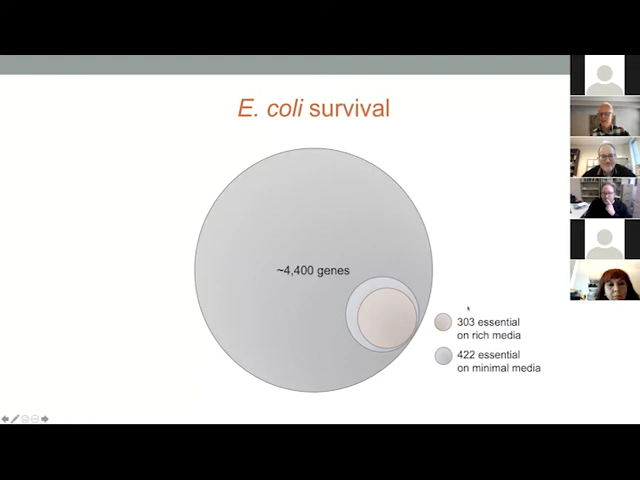 E. coli survival
~4,400 genes
303 essential
on rich media
422 essential
on minimal media